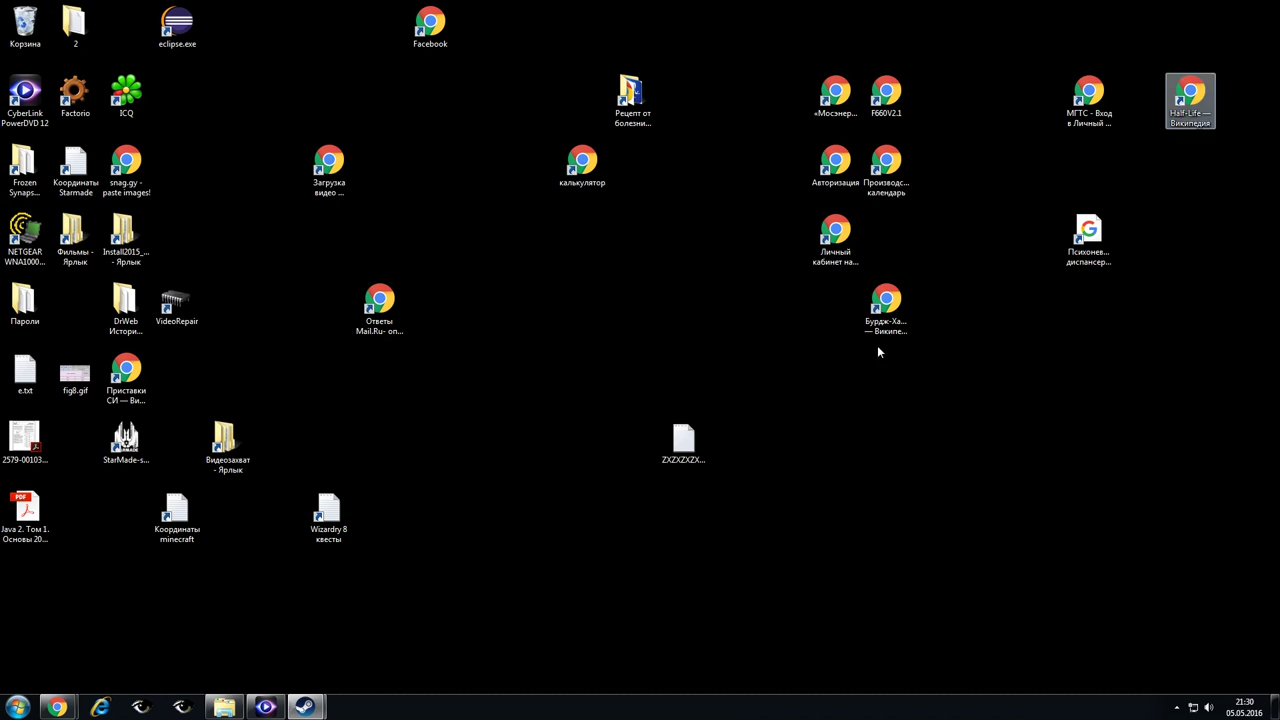 Корзина
2
eclipse.exe
Facebook
CyberLink
PowerDVD 12
Factorio
ICQ
Рецепт от
болезни...
«Мосэнер...
F660V2.1
МГТС - Вход
в Личный ...
Half-Life —
Википедия
Frozen
Synaps...
Координаты
Starmade
snag.gy -
paste images!
Загрузка
видео ...
калькулятор
Авторизация
Производс...
календарь
NETGEAR
WNA1000...
Фильмы -
Ярлык
Install2015_...
- Ярлык
Личный
кабинет на...
Психонев...
диспансер...
Пароли
DrWeb
Истори...
VideoRepair
Ответы
Mail.Ru- оп...
Бурдж-Ха...
— Википе...
e.txt
fig8.gif
Приставки
СИ — Ви...
2579-00103...
StarMade-s...
Видеозахват
- Ярлык
ZXZXZXZX...
PDF
Java 2. Том 1.
Основы 20...
Координаты
minecraft
Wizardry 8
квесты
21:30
05.05.2016